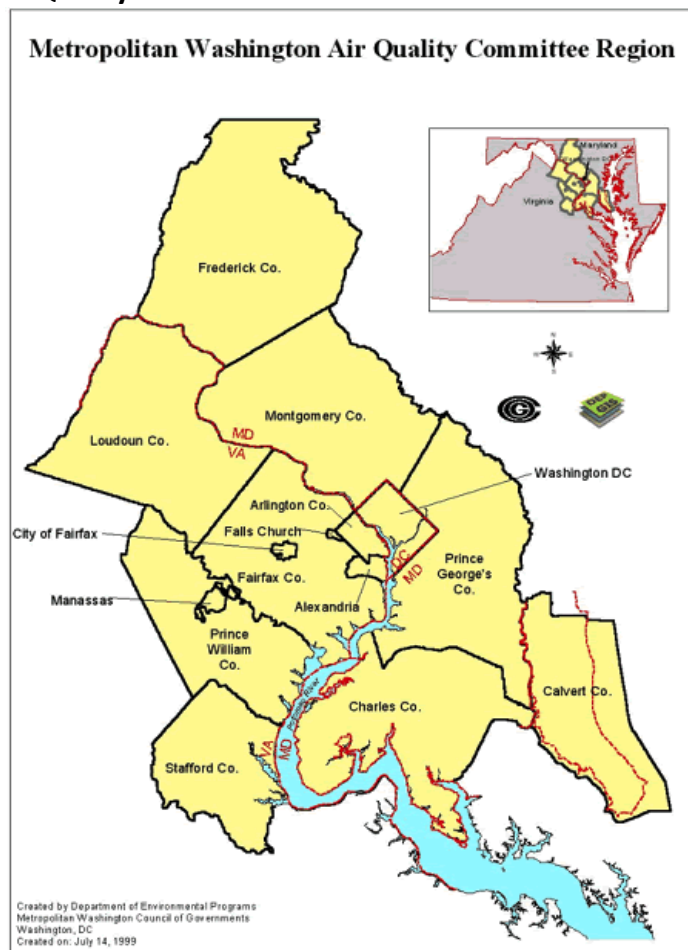 Metropolitan Washington Air Quality Committee Region
Maryland
Washington DC
Virginia
Frederick Co.
Montgomery Co.
Loudoun Co.
MD
VA
Washington DC
Arlington Co.
City of Fairfax
Falls Church
DC
MD
Prince
George's
Co.
Fairfax Co.
Manassas
Alexandria
Prince
William
Co.
Calvert Co.
Charles Co.
River
VA
MD
Stafford Co.
Created by Department of Environmental Programs
Metropolitan Washington Council of Governments
Washington, DC
Created on: July 14, 1999